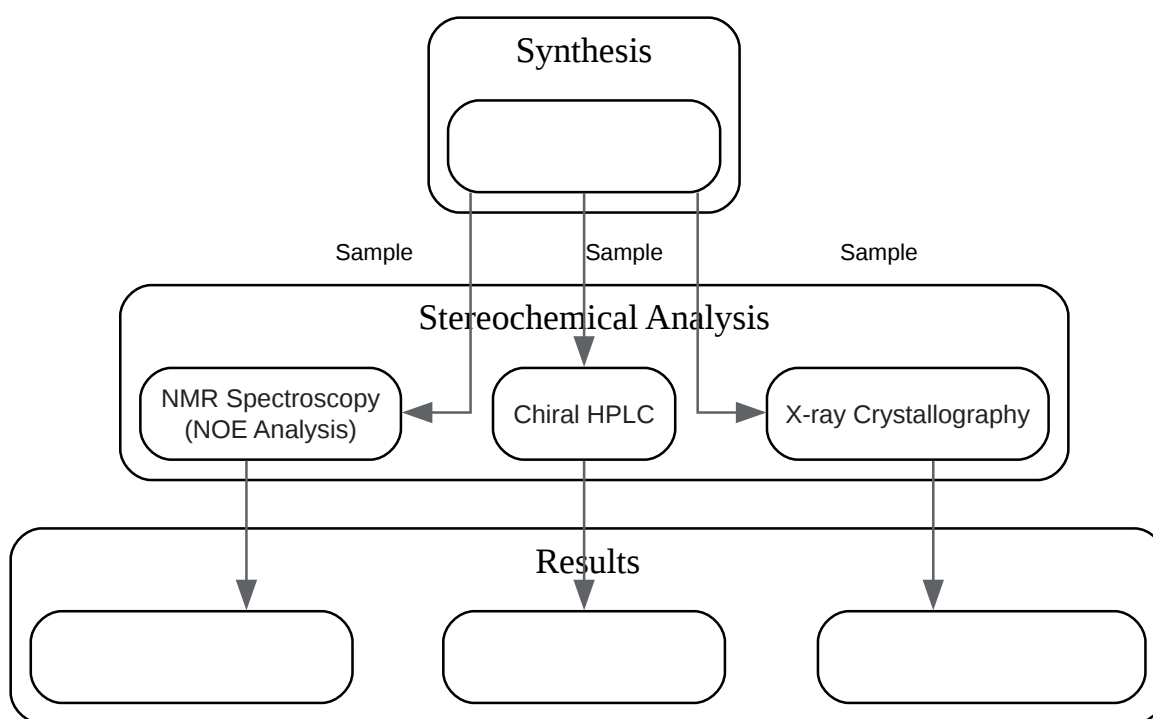 Synthesis
Sample
Sample
Sample
Stereochemical Analysis
NMR Spectroscopy
(NOE Analysis)
Chiral HPLC
X-ray Crystallography
Results